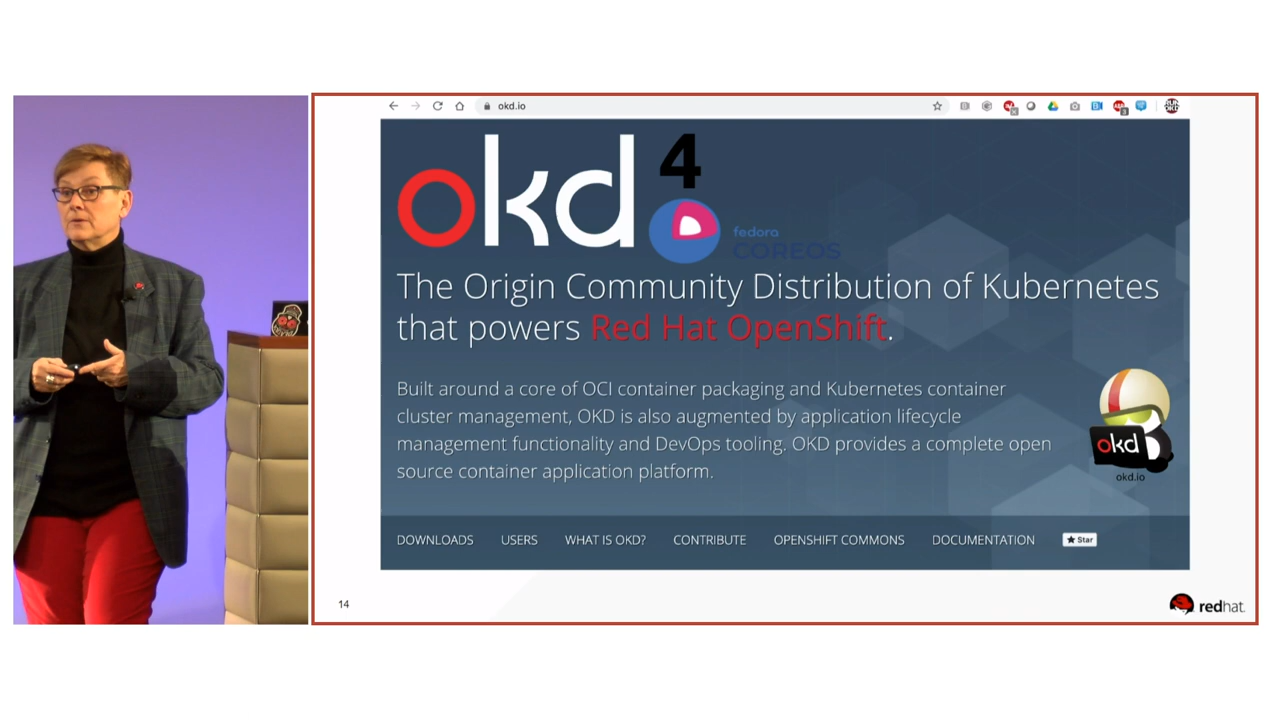 okd.io
okd
4
fedora
COREOS
The Origin Community Distribution of Kubernetes
that powers Red Hat OpenShift.
Built around a core of OCI container packaging and Kubernetes container
cluster management, OKD is also augmented by application lifecycle
management functionality and DevOps tooling. OKD provides a complete open
source container application platform.
okd
okd.io
DOWNLOADS USERS WHAT IS OKD? CONTRIBUTE OPENSHIFT COMMONS DOCUMENTATION Star
14
redhat.